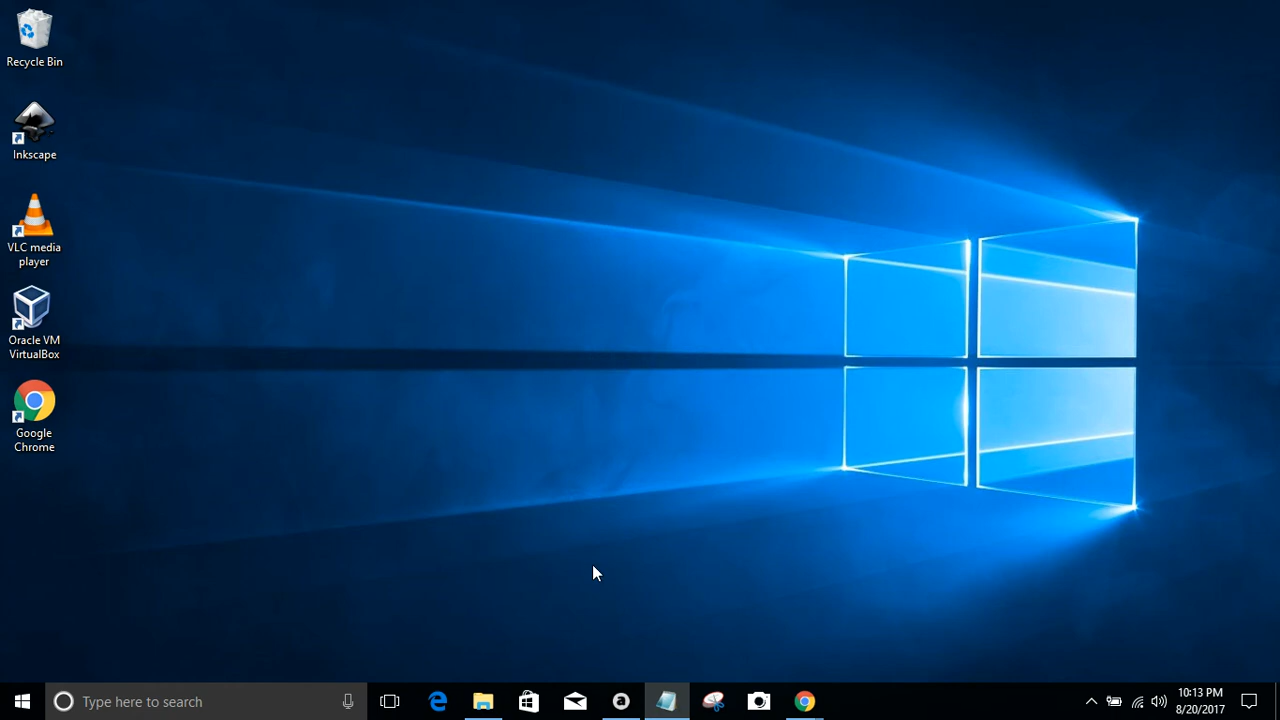 Recycle Bin
Inkscape
VLC media
player
Oracle VM
VirtualBox
Google
Chrome
Type here to search
10:13 PM
8/20/2017